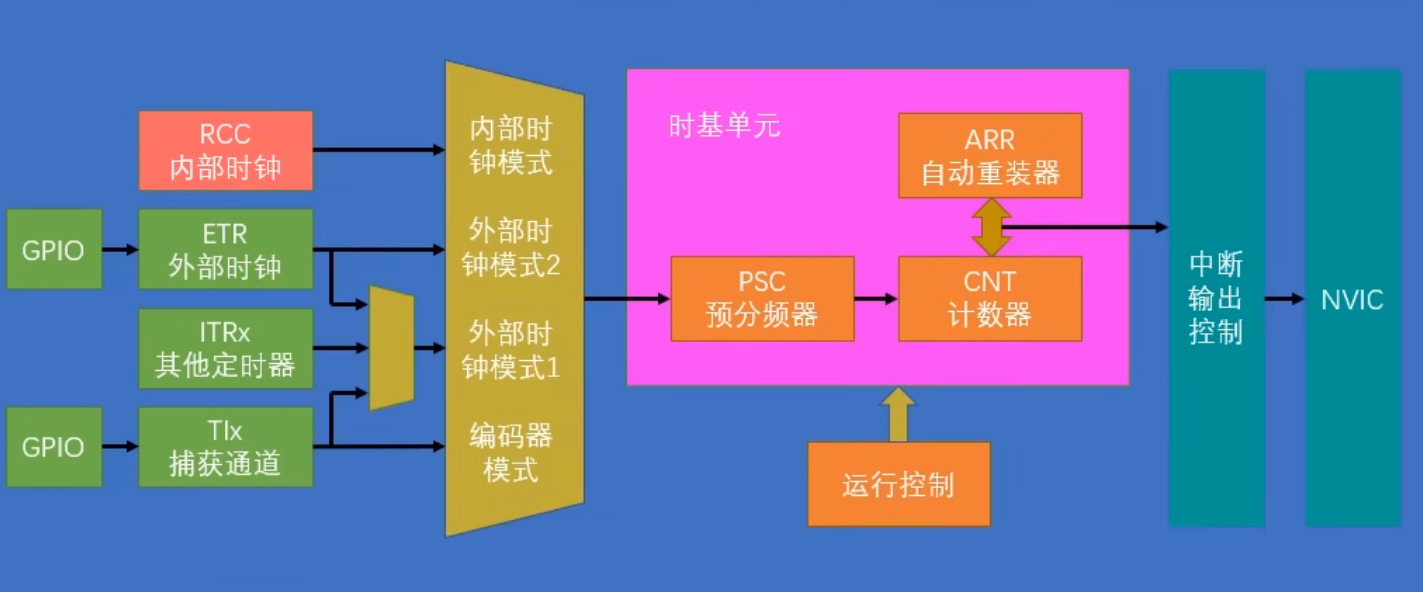 RCC
内部时钟
GPIO
ETR
外部时钟
ITRx
其他定时器
GPIO
TIx
捕获通道
内部时
钟模式
外部时
钟模式2
外部时
钟模式1
编码器
模式
时基单元
ARR
自动重装器
PSC
预分频器
CNT
计数器
运行控制
中断
输出
控制
NVIC